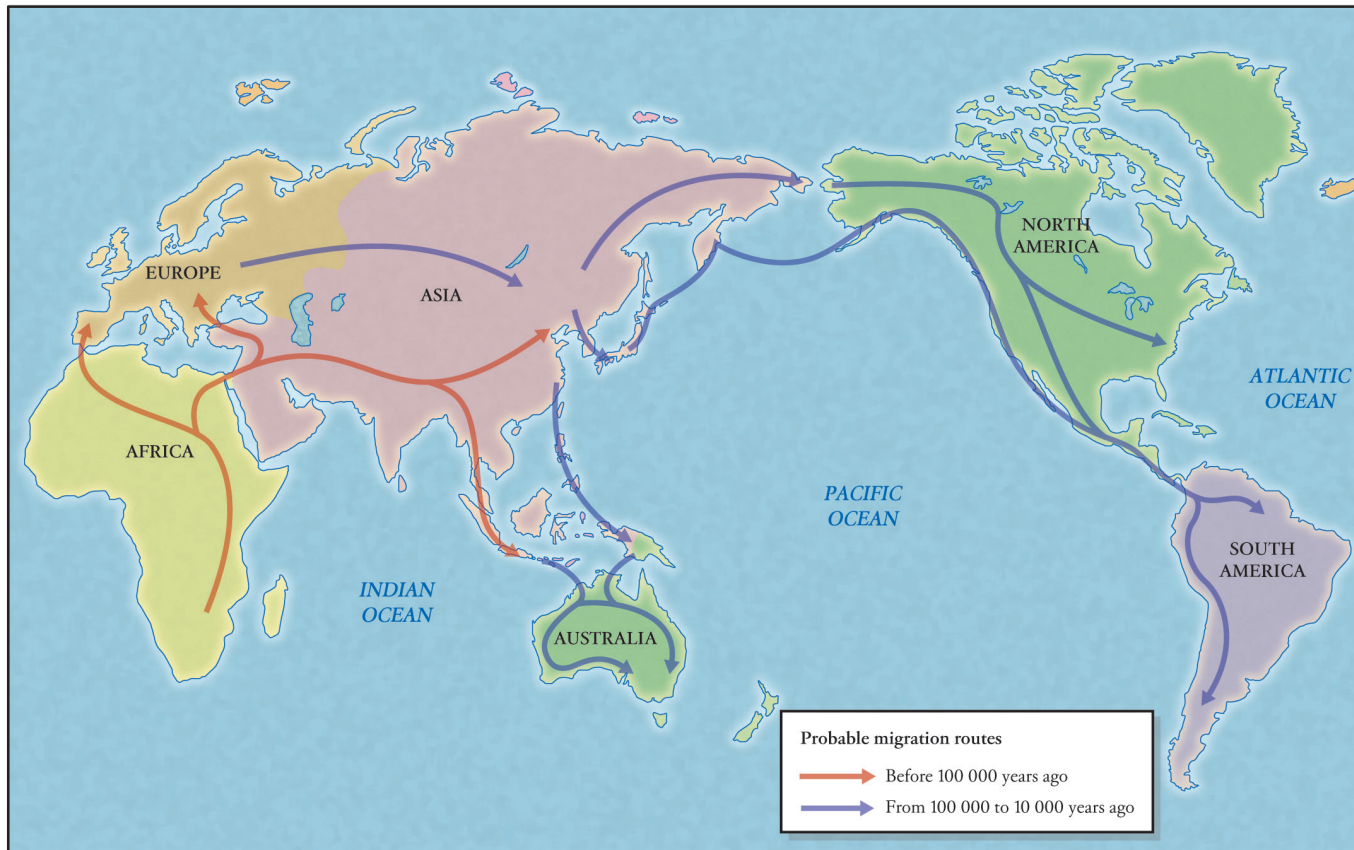 EUROPE
ASIA
AFRICA
NORTH
AMERICA
ATLANTIC
OCEAN
PACIFIC
OCEAN
INDIAN
OCEAN
AUSTRALIA
SOUTH
AMERICA
Probable migration routes
Before 100 000 years ago
From 100 000 to 10 000 years ago